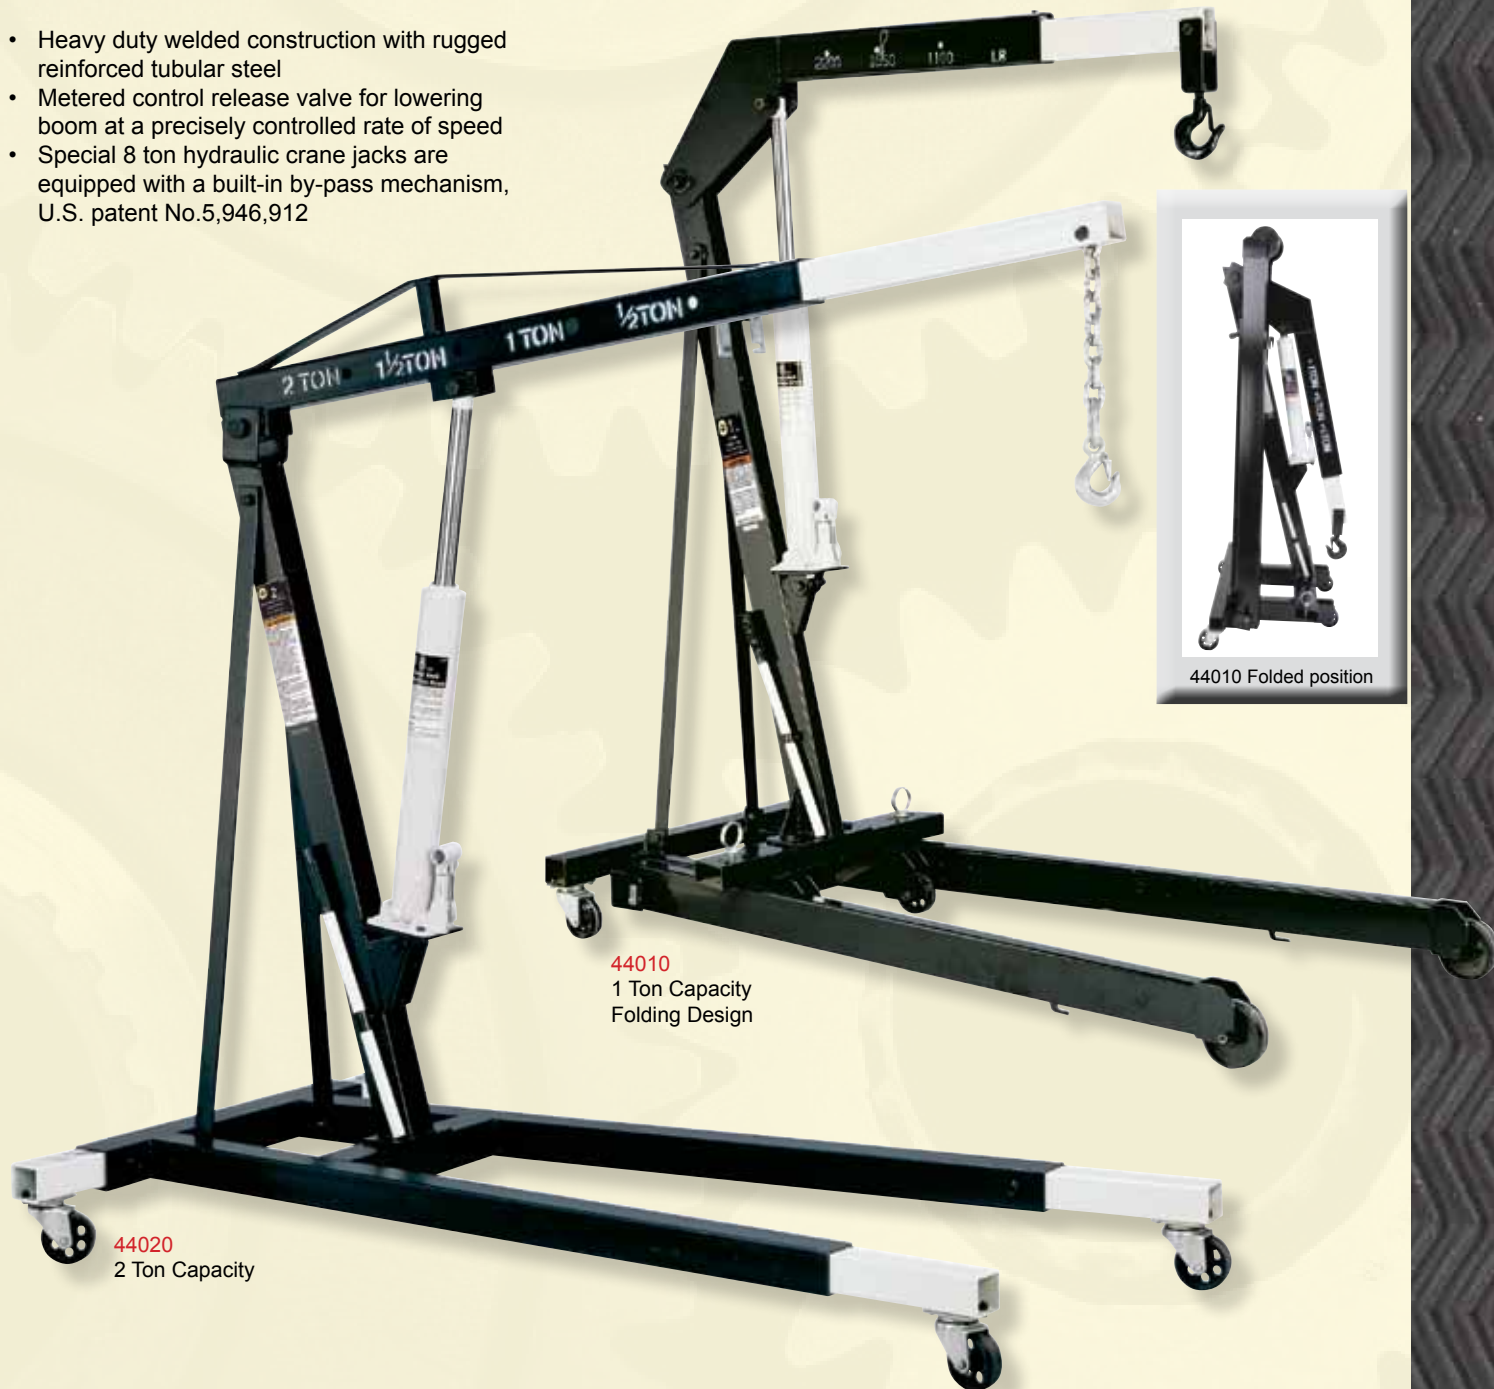 • Heavy duty welded construction with rugged
reinforced tubular steel
• Metered control release valve for lowering
boom at a precisely controlled rate of speed
• Special 8 ton hydraulic crane jacks are
equipped with a built-in by-pass mechanism,
U.S. patent No.5,946,912
1100 LB
2 TON 1½TON 1 TON ½TON
44010 Folded position
44010
1 Ton Capacity
Folding Design
44020
2 Ton Capacity